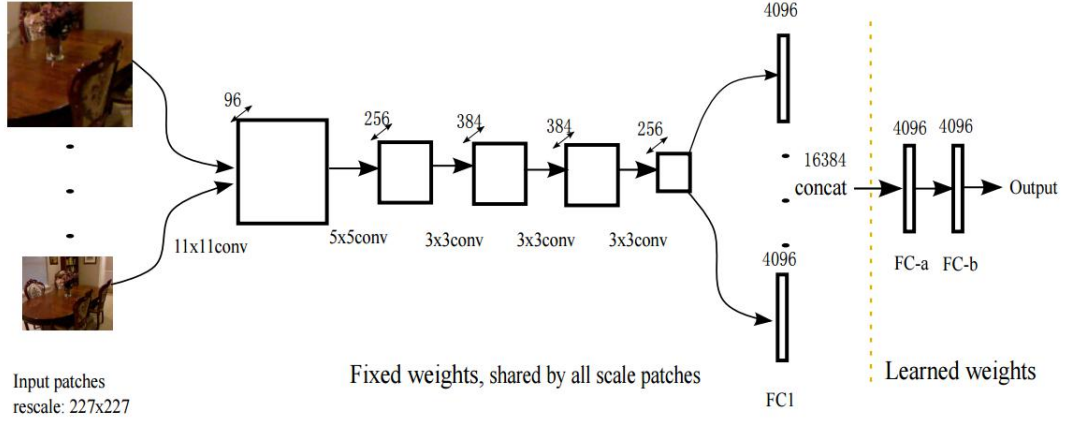 4096
96
256
384
384
256
4096
4096
16384
concat
Output
11x11conv
5x5conv
3x3conv
3x3conv
3x3conv
4096
FC-a
FC-b
Input patches
rescale: 227x227
Fixed weights, shared by all scale patches
FC1
Learned weights